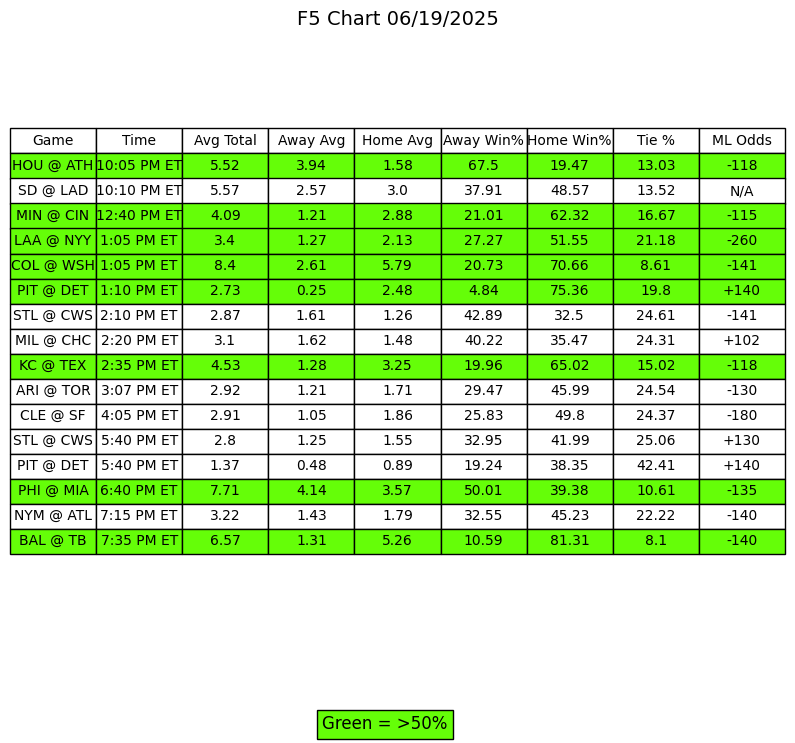 F5 Chart 06/19/2025
Game Time Avg Total Away Avg Home Avg Away Win% Home Win% Tie % ML Odds
HOU @ ATH 10:05 PM ET 5.52 3.94 1.58 67.5 19.47 13.03 -118
SD @ LAD 10:10 PM ET 5.57 2.57 3.0 37.91 48.57 13.52 N/A
MIN @ CIN 12:40 PM ET 4.09 1.21 2.88 21.01 62.32 16.67 -115
LAA @ NYY 1:05 PM ET 3.4 1.27 2.13 27.27 51.55 21.18 -260
COL @ WSH 1:05 PM ET 8.4 2.61 5.79 20.73 70.66 8.61 -141
PIT @ DET 1:10 PM ET 2.73 0.25 2.48 4.84 75.36 19.8 +140
STL @ CWS 2:10 PM ET 2.87 1.61 1.26 42.89 32.5 24.61 -141
MIL @ CHC 2:20 PM ET 3.1 1.62 1.48 40.22 35.47 24.31 +102
KC @ TEX 2:35 PM ET 4.53 1.28 3.25 19.96 65.02 15.02 -118
ARI @ TOR 3:07 PM ET 2.92 1.21 1.71 29.47 45.99 24.54 -130
CLE @ SF 4:05 PM ET 2.91 1.05 1.86 25.83 49.8 24.37 -180
STL @ CWS 5:40 PM ET 2.8 1.25 1.55 32.95 41.99 25.06 +130
PIT @ DET 5:40 PM ET 1.37 0.48 0.89 19.24 38.35 42.41 +140
PHI @ MIA 6:40 PM ET 7.71 4.14 3.57 50.01 39.38 10.61 -135
NYM @ ATL 7:15 PM ET 3.22 1.43 1.79 32.55 45.23 22.22 -140
BAL @ TB 7:35 PM ET 6.57 1.31 5.26 10.59 81.31 8.1 -140
Green = >50%